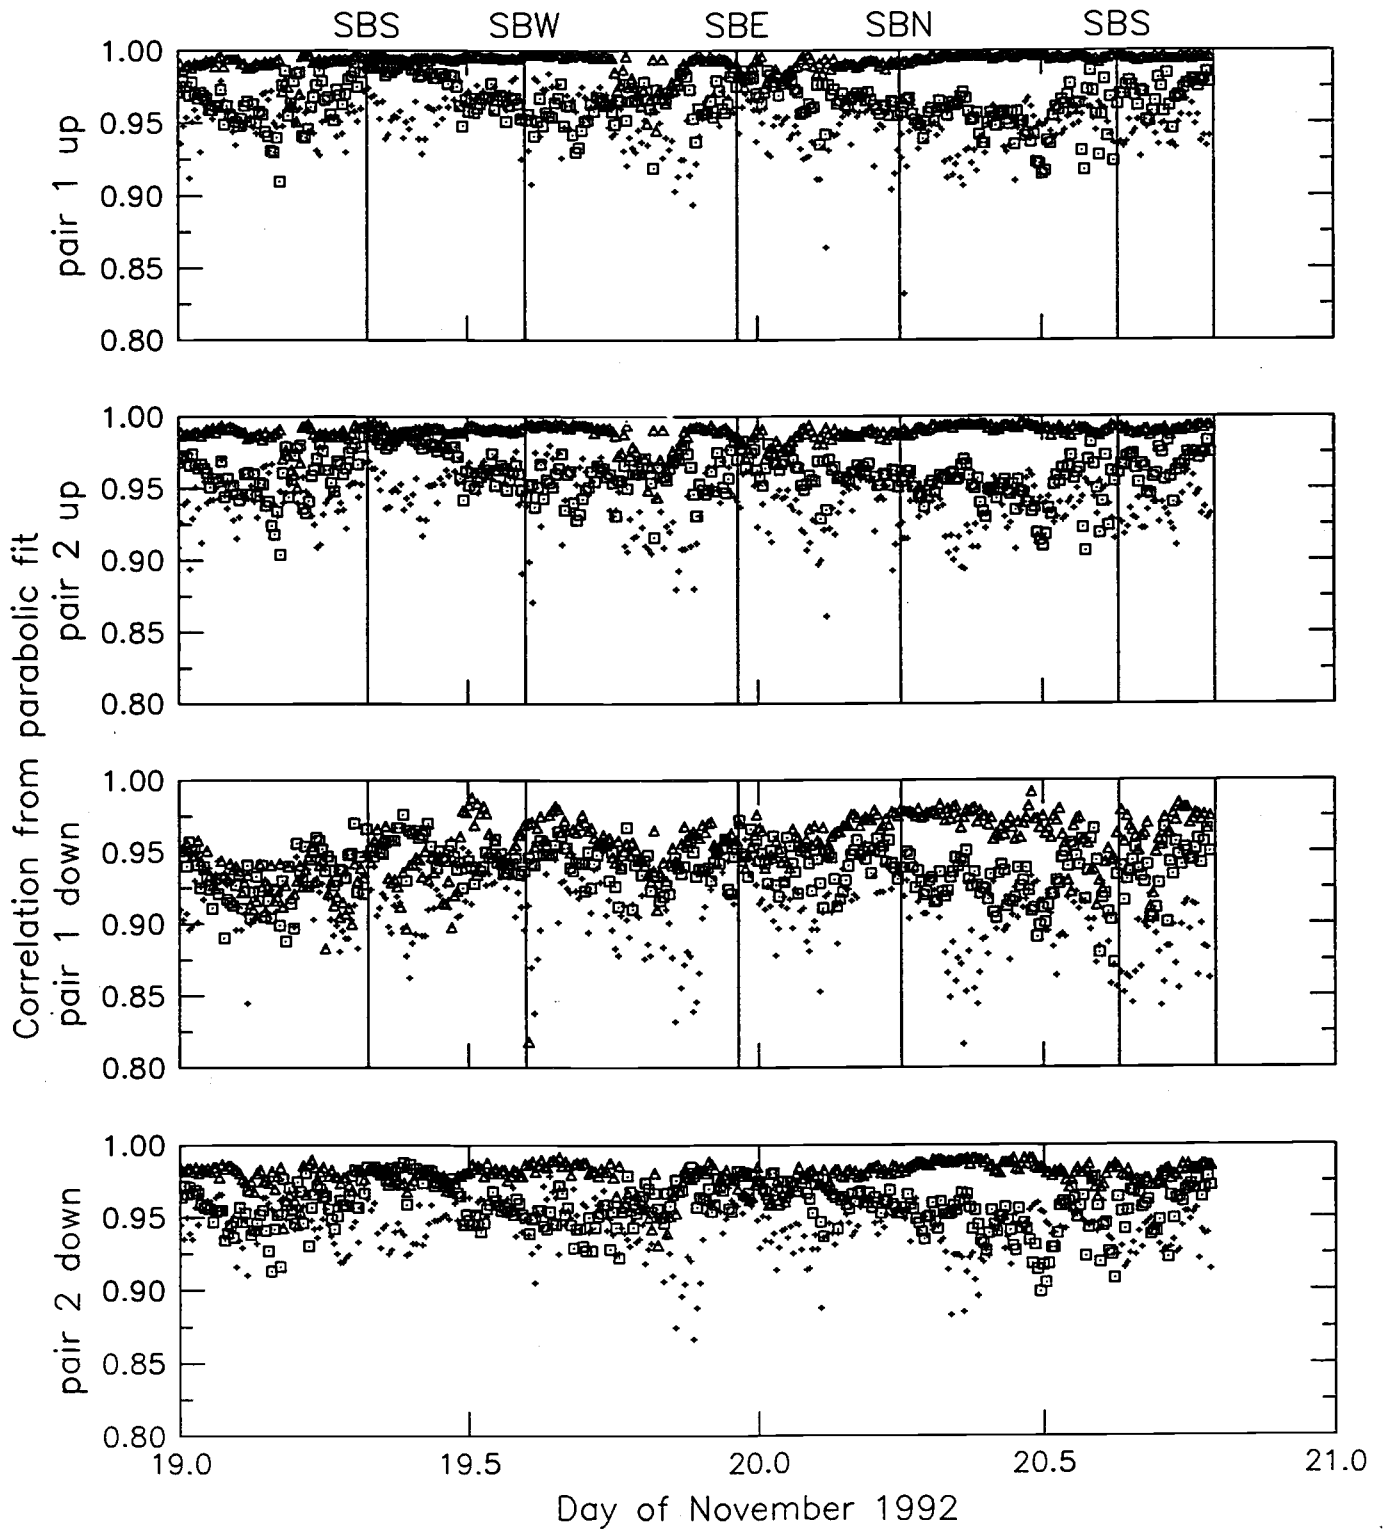 SBS SBW SBE SBN SBS
Correlation from parabolic fit
pair 1 up
1.00
0.95
0.90
0.85
0.80
pair 2 up
1.00
0.95
0.90
0.85
0.80
pair 1 down
1.00
0.95
0.90
0.85
0.80
pair 2 down
1.00
0.95
0.90
0.85
0.80
19.0 19.5 20.0 20.5 21.0
Day of November 1992